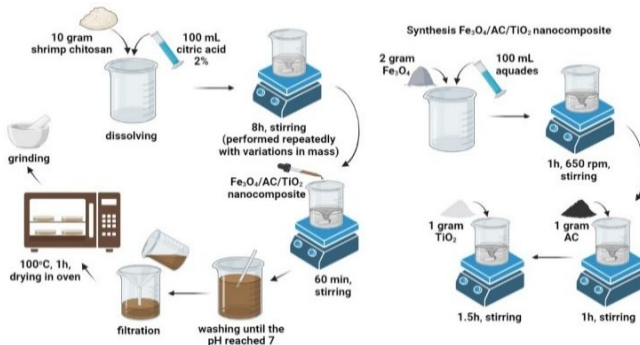 10 gram
shrimp chitosan
100 mL
citric acid
2%
dissolving
8h, stirring
(performed repeatedly
with variations in mass)
Fe₃O₄/AC/TiO₂
nanocomposite
60 min,
stirring
washing until the
pH reached 7
filtration
100°C, 1h,
drying in oven
grinding
Synthesis Fe₃O₄/AC/TiO₂ nanocomposite
2 gram
Fe₃O₄
100 mL
aquades
1h, 650 rpm,
stirring
1 gram
AC
1h, stirring
1 gram
TiO₂
1.5h, stirring